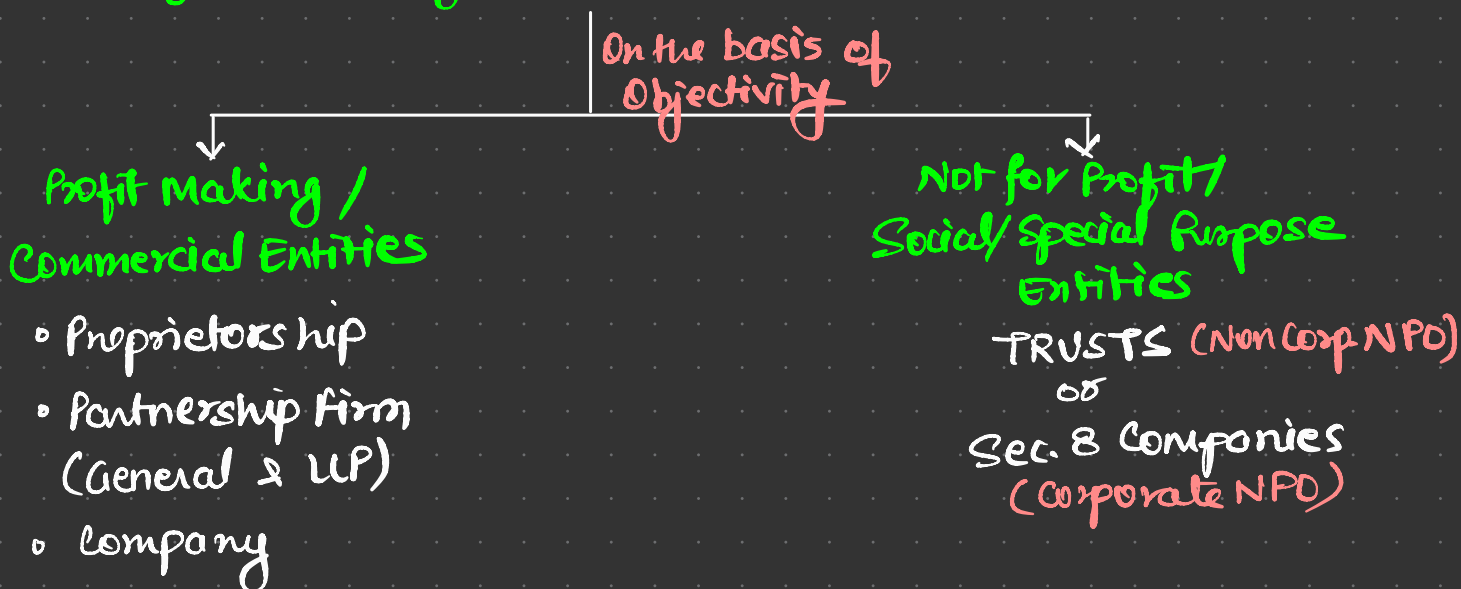 On the basis of
Objectivity
Profit Making /
Commercial Entities
• Proprietorship
• Partnership Firm
(General & LLP)
• Company
Not for Profit/
Social/Special Purpose
Entities
TRUSTS (Non Corp. NPO)
or
Sec. 8 Companies
(Corporate NPO)